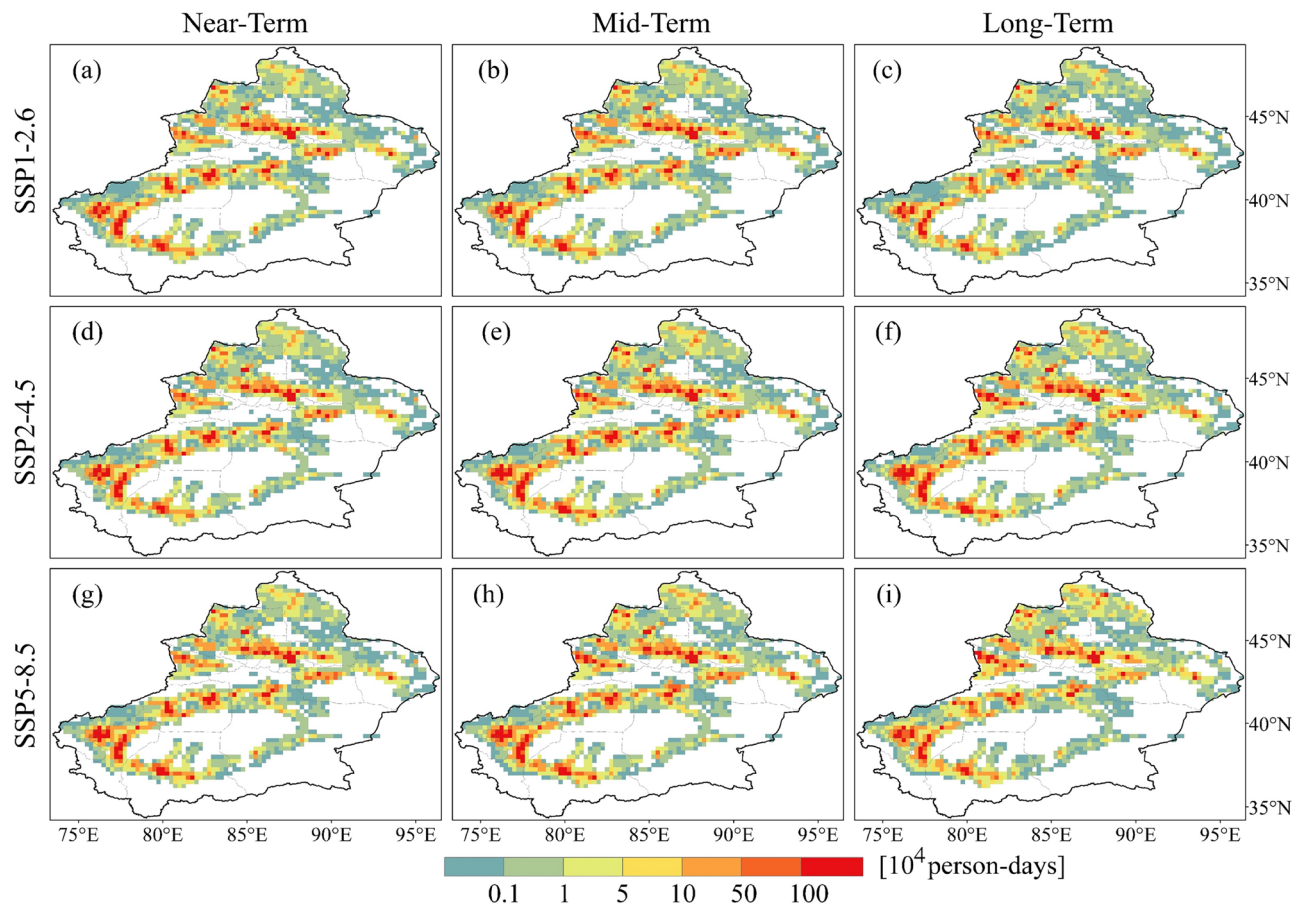 Near-Term Mid-Term Long-Term
SSP1-2.6
(a) (b) (c)
45°N
40°N
35°N
SSP2-4.5
(d) (e) (f)
45°N
40°N
35°N
SSP5-8.5
(g) (h) (i)
45°N
40°N
35°N
75°E 80°E 85°E 90°E 95°E 75°E 80°E 85°E 90°E 95°E 75°E 80°E 85°E 90°E 95°E
[10⁴ person-days]
0.1 1 5 10 50 100